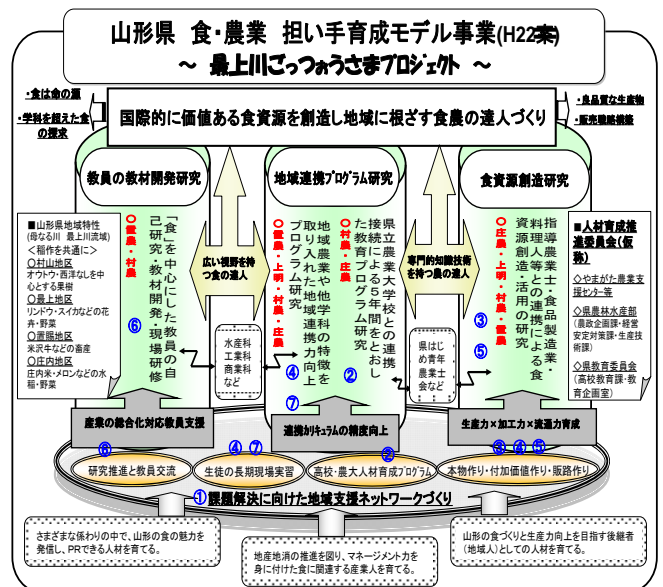 山形県 食・農業 担い手育成モデル事業(H22案)
～ 最上川ごっつぉうさまプロジェクト ～
・食は命の源
・学科を超えた食
の探求
国際的に価値ある食資源を創造し地域に根ざす食農の達人づくり
・良品質な生産物
・販売戦略構築
教員の教材開発研究
地域連携プログラム研究
食資源創造研究
■山形県地域特性
(母なる川 最上川流域)
<稲作を共通に>
○村山地区
オウトウ・西洋なしを中
心とする果樹
○最上地区
リンドウ・スイカなどの花
卉・野菜
○置賜地区
米沢牛などの畜産
○庄内地区
庄内米・メロンなどの水
稲・野菜
「食」を中心にした教員の自
己研究・教材開発・現場研修
○置農・村農
⑥
広い視野を持
つ食の達人
県立農業大学校との連携
接続による5年間をとおし
た教育プログラム研究
○村農・庄農
②
地域農業や他学科の特徴を
取り入れた地域連携力向上
プログラム研究
○置農・上明・村農・庄農
④
⑦
専門的知識技術
を持つ農の達人
指導農業士・食品製造業・
料理人等との連携による食
資源創造・活用の研究
○庄農・上明・村農・置農
③
⑤
■人材育成推
進委員会(仮
称)
◇やまがた農業支
援センター等
◇県農林水産部
(農政企画課・経営
安定対策課・生産技
術課)
◇県教育委員会
(高校教育課・教
育企画室)
水産科
工業科
商業科
など
県はじ
め青年
農業士
会など
産業の総合化対応教員支援
連携カリキュラムの精度向上
生産力×加工力×流通力育成
⑥
研究推進と教員交流
④⑦
生徒の長期現場実習
②
高校・農大人材育成プログラム
③④⑤
本物作り・付加価値作り・販路作り
①課題解決に向けた地域支援ネットワークづくり
さまざまな係わりの中で、山形の食の魅力を
発信し、PRできる人材を育てる。
地産地消の推進を図り、マネージメント力を
身に付けた食に関連する産業人を育てる。
山形の食づくりと生産力向上を目指す後継者
(地域人)としての人材を育てる。